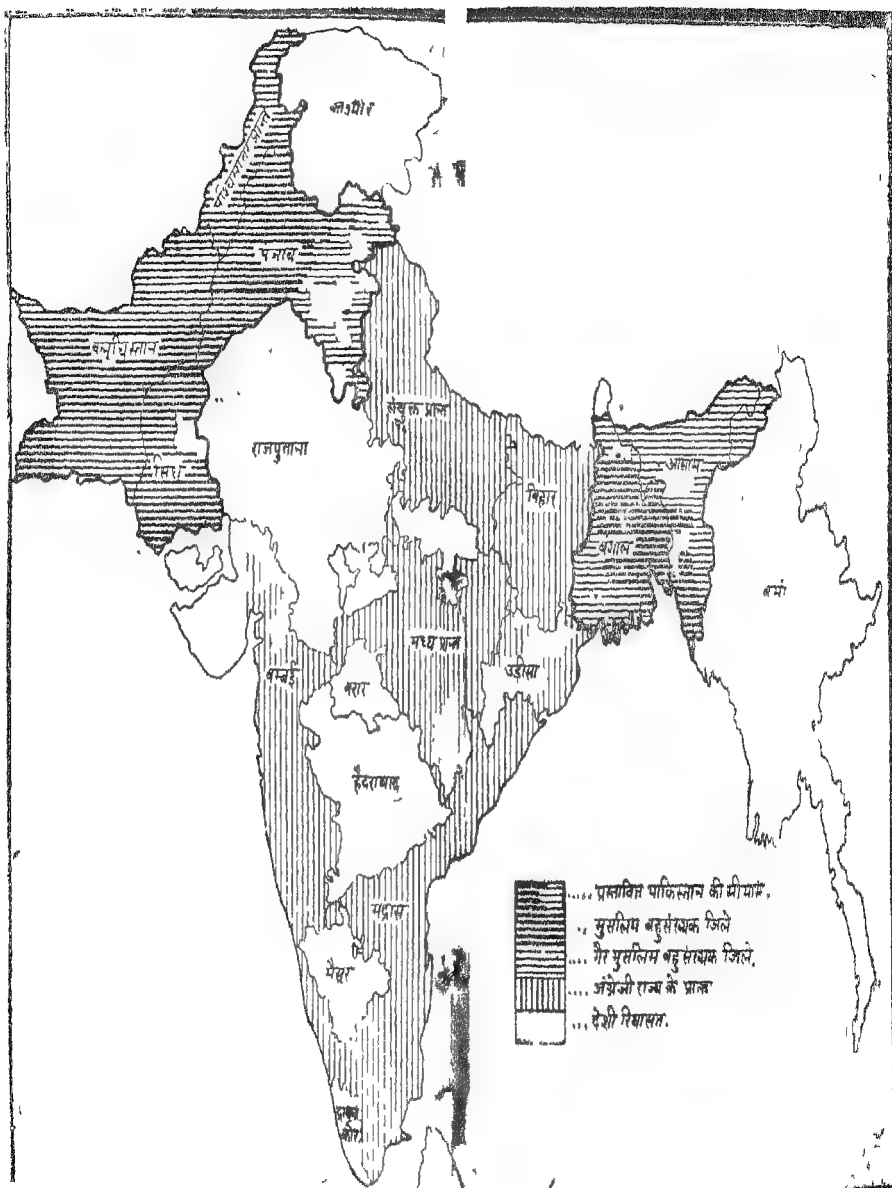 काश्मीर
पंजाब
बलूचिस्तान
संयुक्त प्रान्त
राजपुताना
सिंध
आसाम
बिहार
बंगाल
बर्मा
मध्य प्रान्त
उड़ीसा
बम्बई
बरार
हैदराबाद
.... प्रस्तावित पाकिस्तान की सीमाएं.
.. मुसलिम बहुसंख्यक जिले
.... गैर मुसलिम बहुसंख्यक जिले.
.... अंग्रेजी राज्य के प्रान्त
... देशी रियासत.
मद्रास
मैसूर